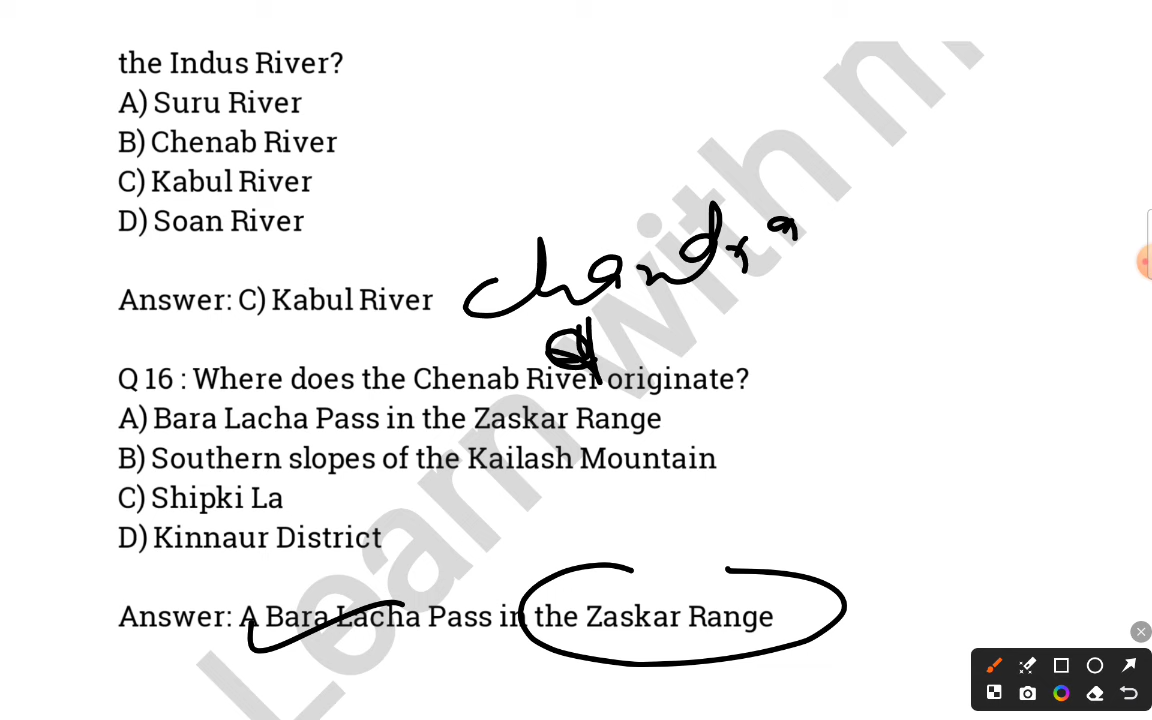 the Indus River?
A) Suru River
B) Chenab River
C) Kabul River
D) Soan River
Chandra
Answer: C) Kabul River
Q 16 : Where does the Chenab River originate?
A) Bara Lacha Pass in the Zaskar Range
B) Southern slopes of the Kailash Mountain
C) Shipki La
D) Kinnaur District
Answer: A Bara Lacha Pass in the Zaskar Range
Learn with m